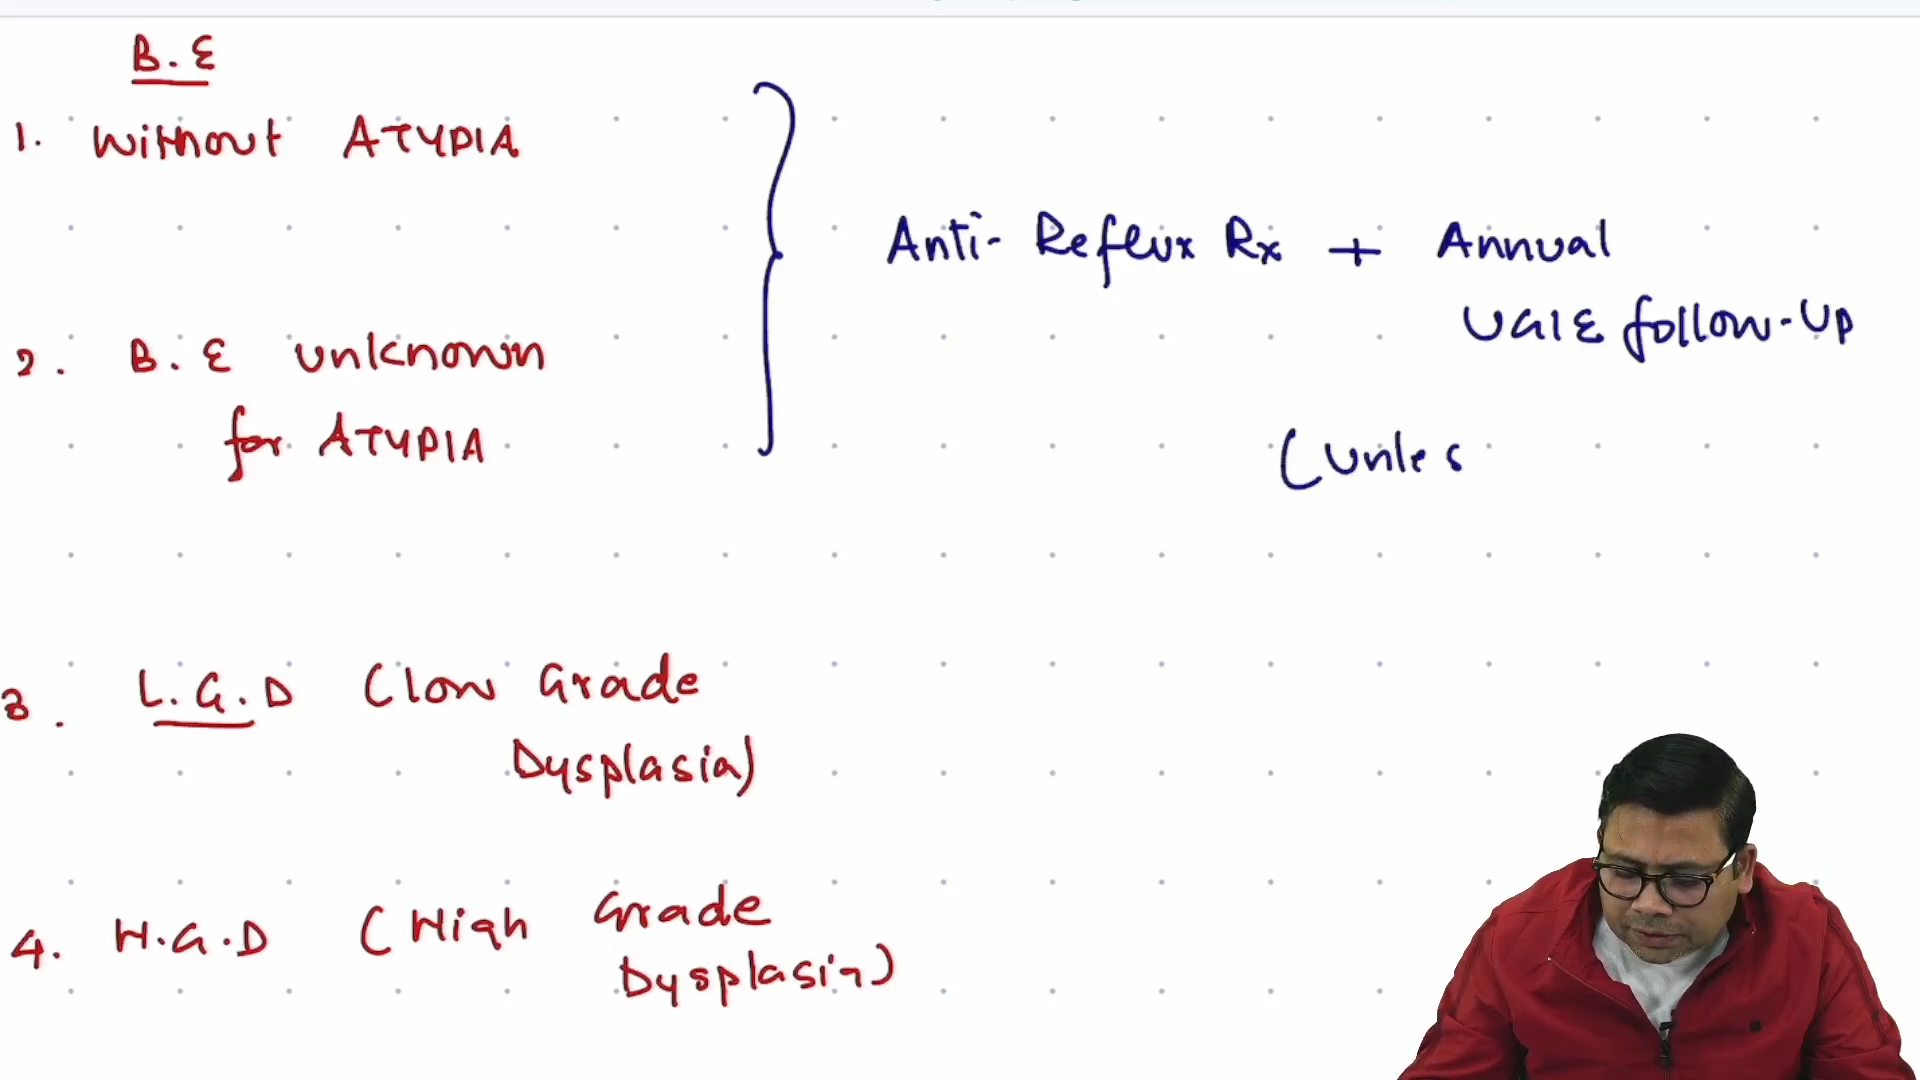 B.E
1. Without ATYPIA
Anti-Reflux Rx + Annual
UGIE follow-up
2. B.E unknown
for ATYPIA
(Unles
3. L.G.D (low Grade
Dysplasia)
4. H.G.D (High Grade
Dysplasia)